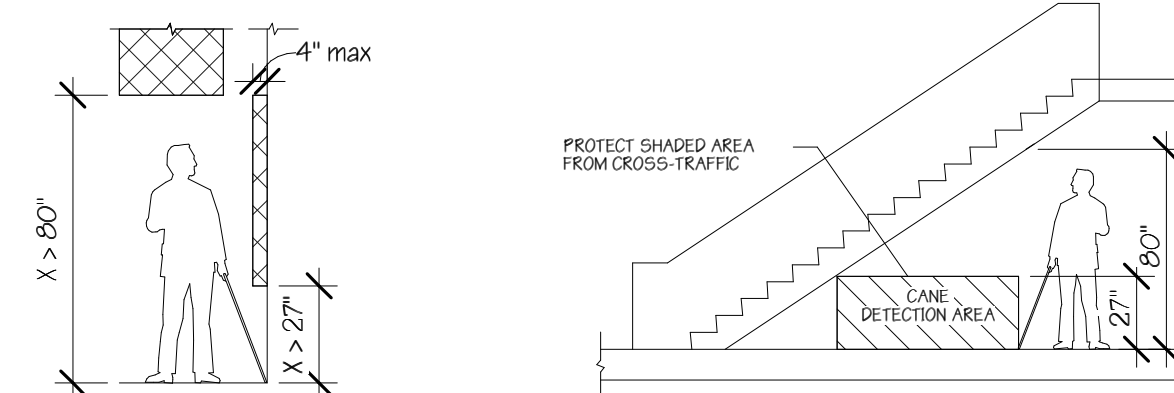 4" max
X > 80"
X > 27"
PROTECT SHADED AREA
FROM CROSS-TRAFFIC
CANE
DETECTION AREA
27"
80"